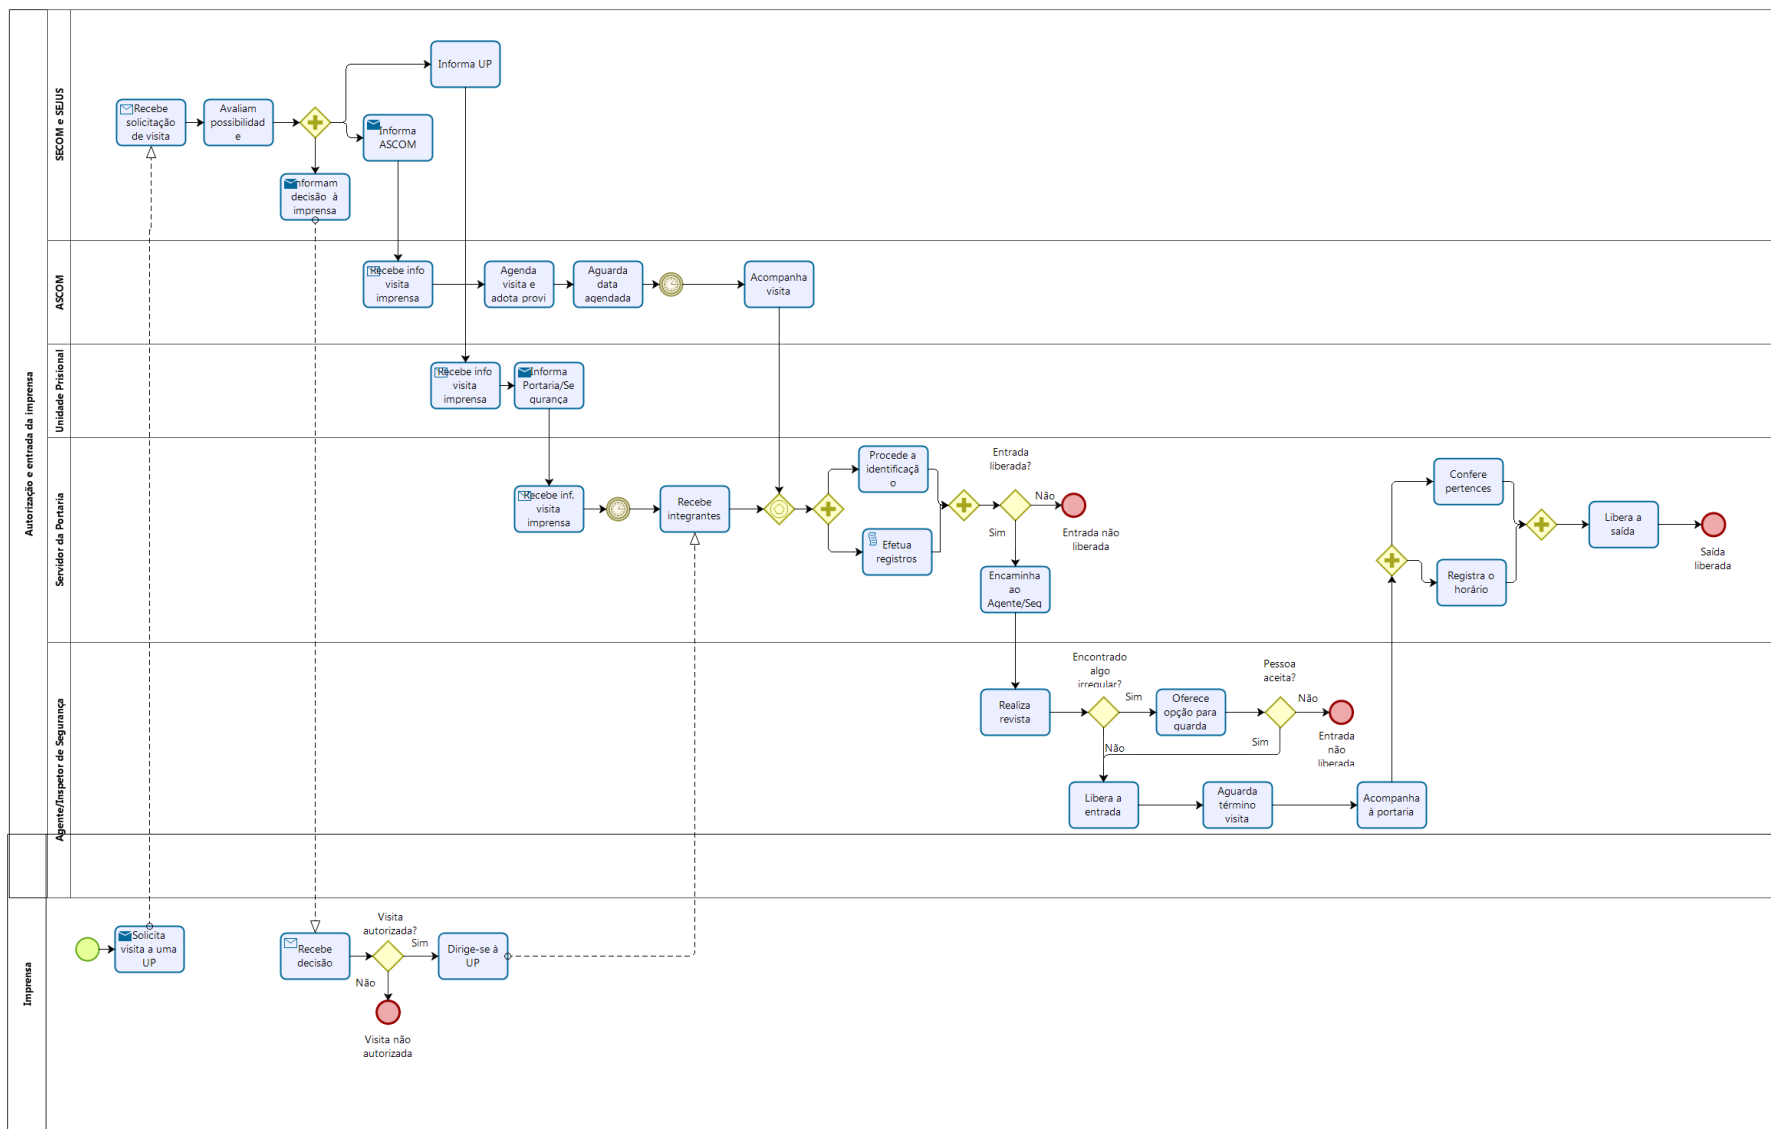 Autorização e entrada da imprensa
SECOM e SEJUS
Informa UP
Recebe
solicitação
de visita
Avaliam
possibilidad
e
Informa
ASCOM
Informam
decisão à
imprensa
ASCOM
Recebe info
visita
imprensa
Agenda
visita e
adota provi
Aguarda
data
agendada
Acompanha
visita
Unidade Prisional
Recebe info
visita
imprensa
Informa
Portaria/Se
gurança
Servidor da Portaria
Recebe inf.
visita
imprensa
Recebe
integrantes
Procede a
identificaçã
o
Efetua
registros
Entrada
liberada?
Não
Entrada não
liberada
Sim
Encaminha
ao
Agente/Seg
Confere
pertences
Registra o
horário
Libera a
saída
Saída
liberada
Agente/Inspetor de Segurança
Realiza
revista
Encontrado
algo
irregular?
Sim
Não
Oferece
opção para
guarda
Pessoa
aceita?
Não
Sim
Entrada
não
liberada
Libera a
entrada
Aguarda
término
visita
Acompanha
à portaria
Imprensa
Solicita
visita a uma
UP
Recebe
decisão
Visita
autorizada?
Sim
Não
Dirige-se à
UP
Visita não
autorizada